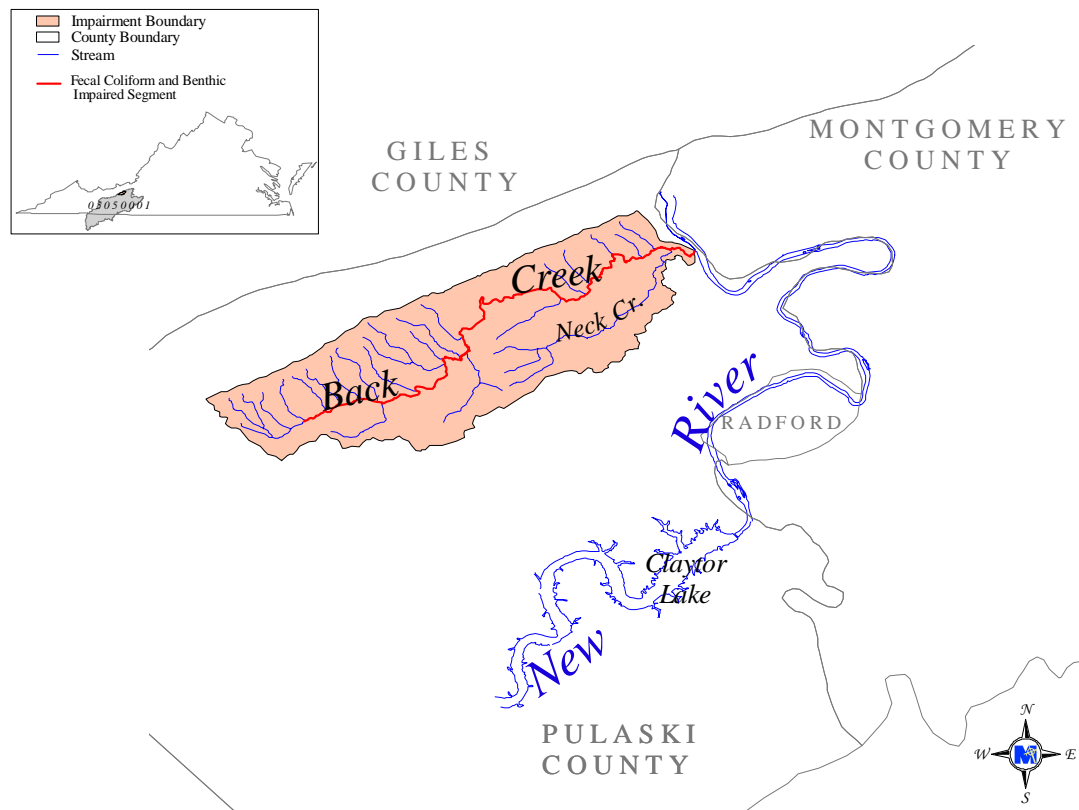 Impairment Boundary
County Boundary
Stream
Fecal Coliform and Benthic
Impaired Segment
05050001
GILES
COUNTY
MONTGOMERY
COUNTY
Creek
Neck Cr.
Back
River
RADFORD
Claytor
Lake
New
PULASKI
COUNTY
N
W
E
S
M